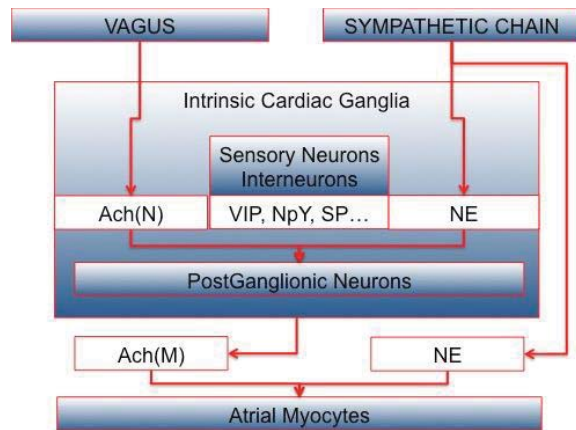 VAGUS
SYMPATHETIC CHAIN
Intrinsic Cardiac Ganglia
Sensory Neurons
Interneurons
Ach(N)
VIP, NpY, SP...
NE
PostGanglionic Neurons
Ach(M)
NE
Atrial Myocytes